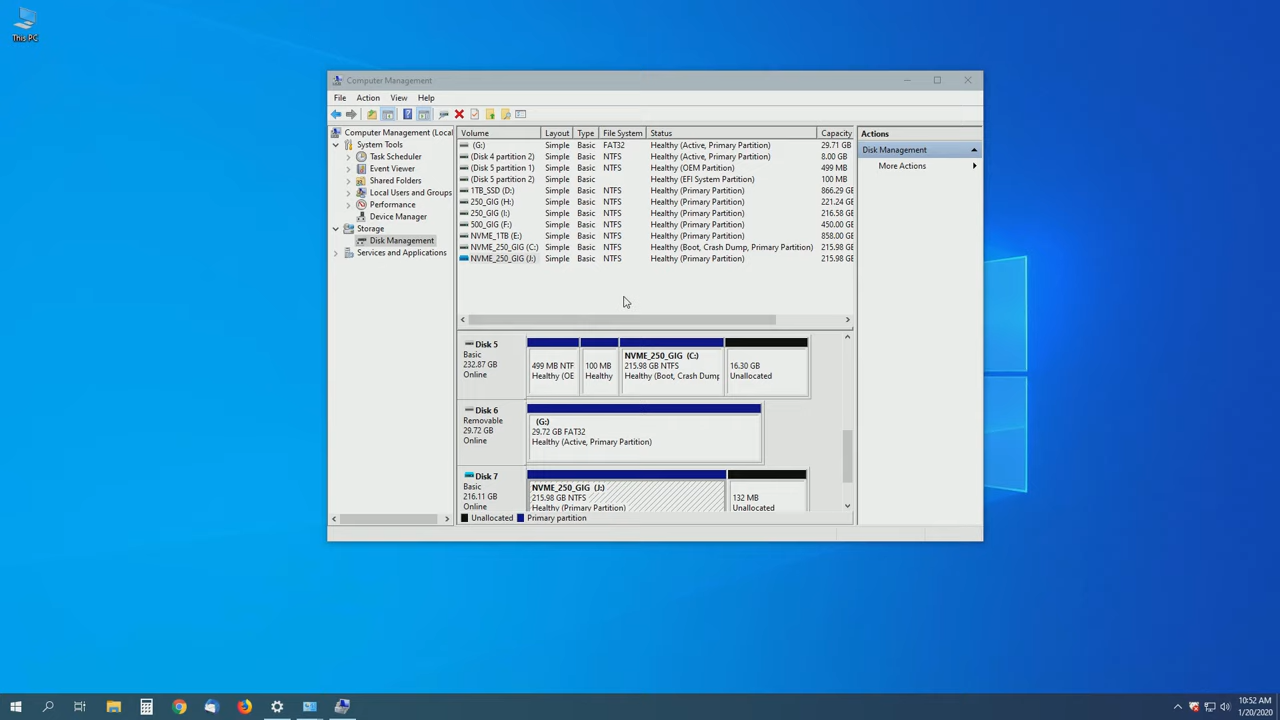 This PC
Computer Management
File Action View Help
Computer Management (Local
System Tools
Task Scheduler
Event Viewer
Shared Folders
Local Users and Groups
Performance
Device Manager
Storage
Disk Management
Services and Applications
Volume Layout Type File System Status Capacity
(G:) Simple Basic FAT32 Healthy (Active, Primary Partition) 29.71 GB
(Disk 4 partition 2) Simple Basic NTFS Healthy (Active, Primary Partition) 8.00 GB
(Disk 5 partition 1) Simple Basic NTFS Healthy (OEM Partition) 499 MB
(Disk 5 partition 2) Simple Basic Healthy (EFI System Partition) 100 MB
1TB_SSD (D:) Simple Basic NTFS Healthy (Primary Partition) 866.29 GB
250_GIG (H:) Simple Basic NTFS Healthy (Primary Partition) 221.24 GB
250_GIG (I:) Simple Basic NTFS Healthy (Primary Partition) 216.58 GB
500_GIG (F:) Simple Basic NTFS Healthy (Primary Partition) 450.00 GB
NVME_1TB (E:) Simple Basic NTFS Healthy (Primary Partition) 858.00 GB
NVME_250_GIG (C:) Simple Basic NTFS Healthy (Boot, Crash Dump, Primary Partition) 215.98 GB
NVME_250_GIG (J:) Simple Basic NTFS Healthy (Primary Partition) 215.98 GB
Disk 5
Basic
232.87 GB
Online
499 MB NTF
Healthy (OE
100 MB
Healthy
NVME_250_GIG (C:)
215.98 GB NTFS
Healthy (Boot, Crash Dump
16.30 GB
Unallocated
Disk 6
Removable
29.72 GB
Online
(G:)
29.72 GB FAT32
Healthy (Active, Primary Partition)
Disk 7
Basic
216.11 GB
Online
NVME_250_GIG (J:)
215.98 GB NTFS
Healthy (Primary Partition)
132 MB
Unallocated
Unallocated Primary partition
Actions
Disk Management
More Actions
10:52 AM
1/20/2020